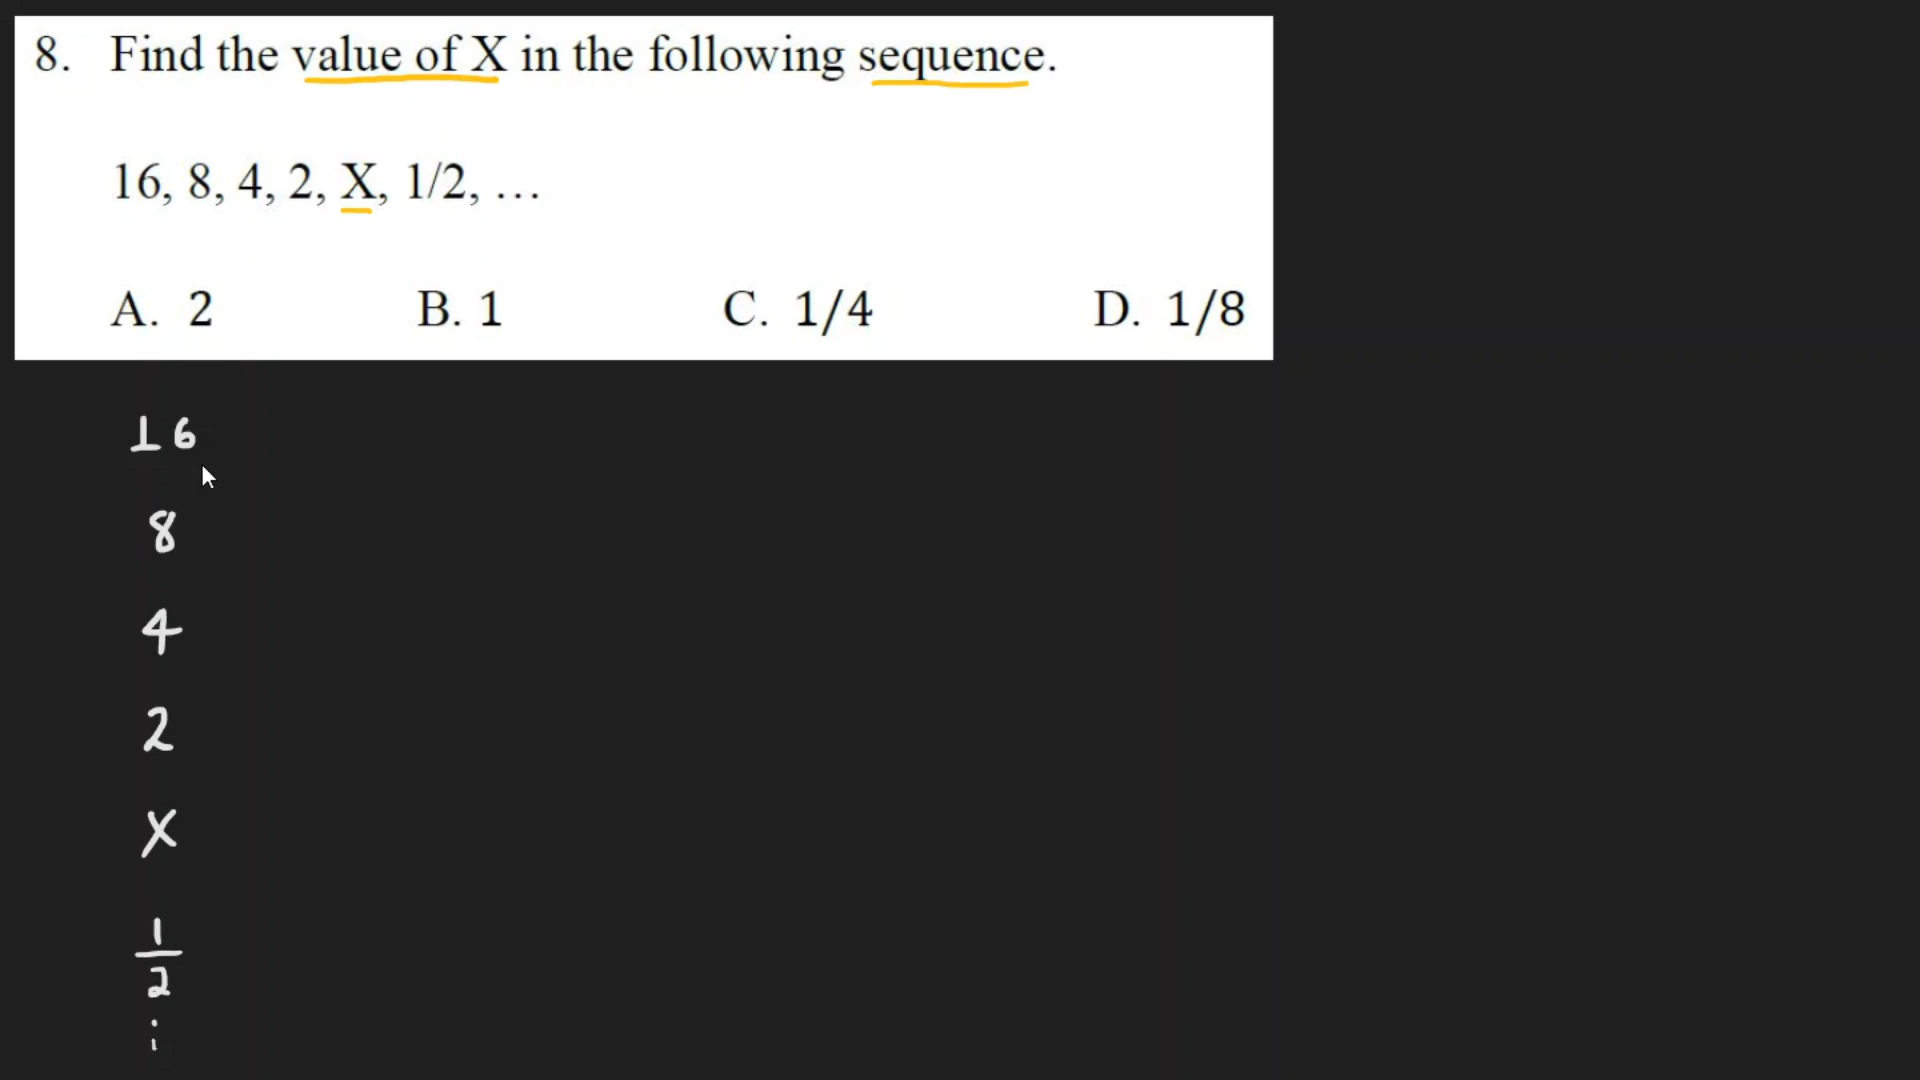 8. Find the value of X in the following sequence.
16, 8, 4, 2, X, 1/2, …
A. 2 B. 1 C. 1/4 D. 1/8
16
8
4
2
X
1
2
⋮